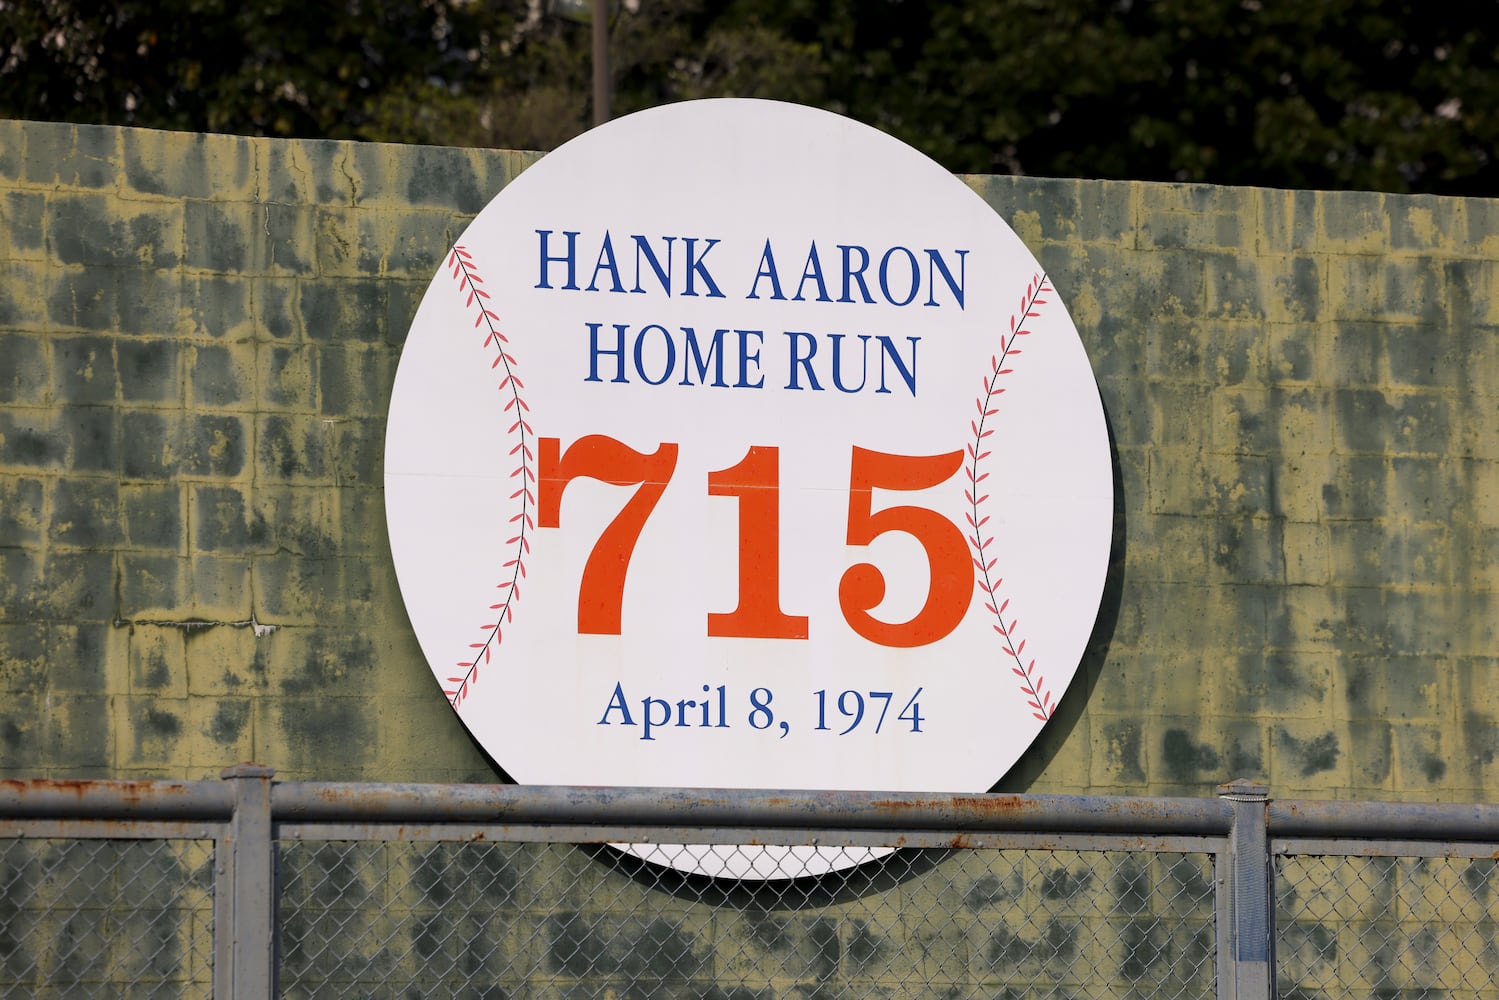 HANK AARON
HOME RUN
715
April 8, 1974